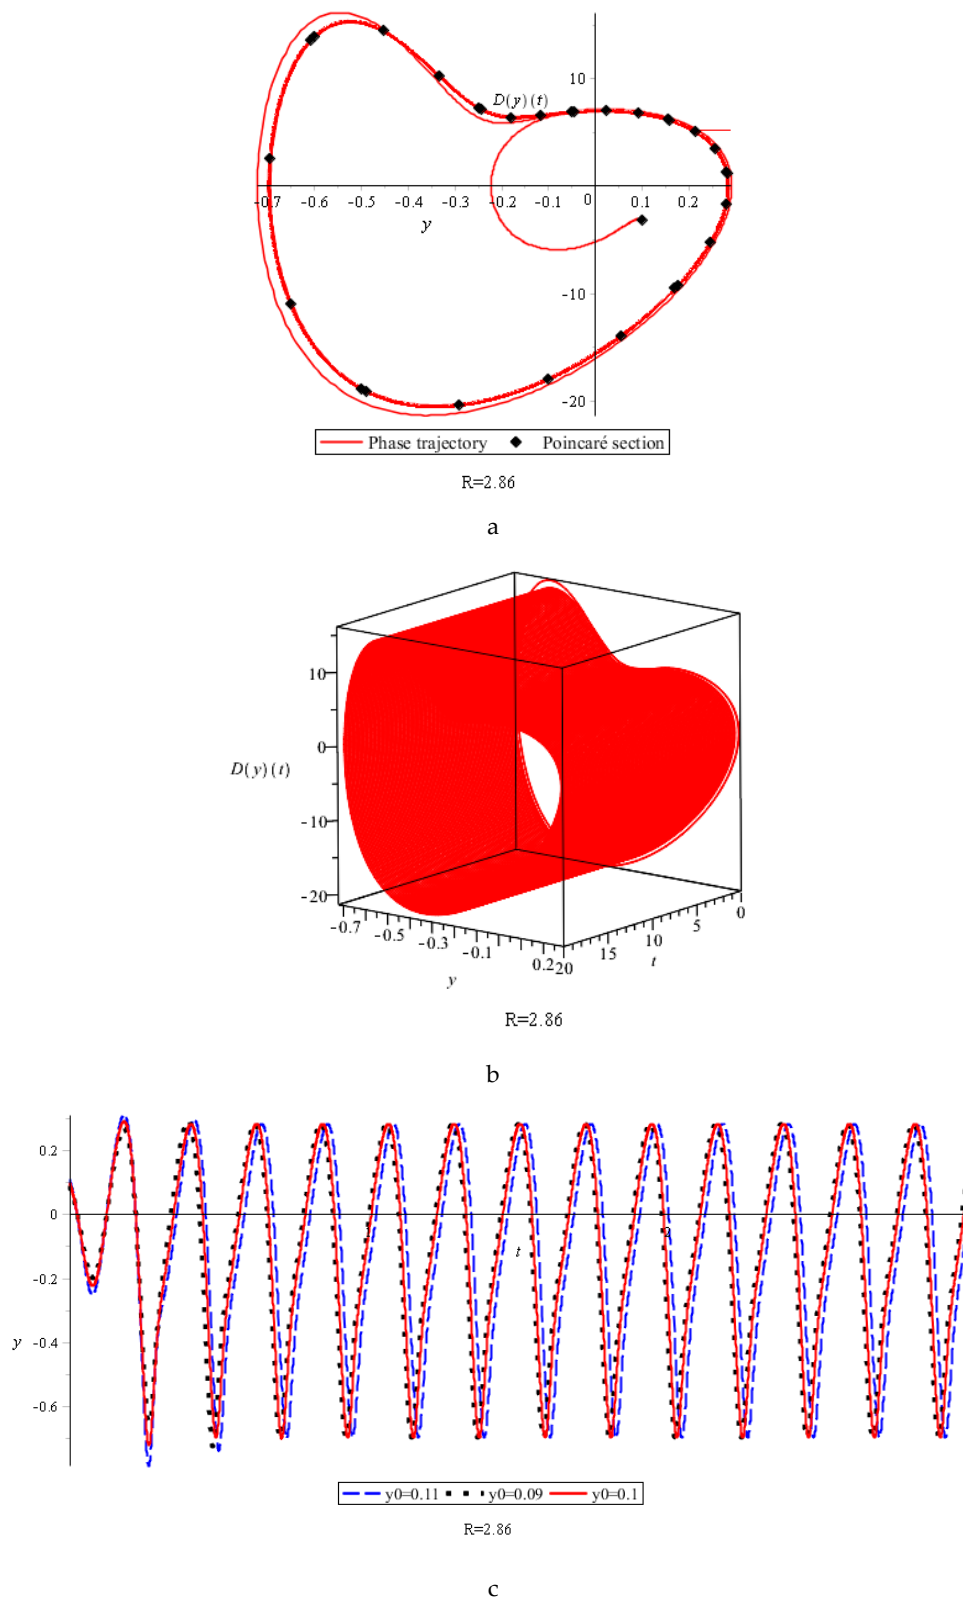 10
D(y)(t)
-0.7 -0.6 -0.5 -0.4 -0.3 -0.2 -0.1 0 0.1 0.2
y
-10
-20
Phase trajectory Poincaré section
R=2.86
a
10
0
D(y)(t)
-10
-20
-0.7 -0.5 -0.3 -0.1 0.2 20 15 10 5 0
y t
R=2.86
b
0.2
0
2
t
-0.2
y -0.4
-0.6
y0=0.11 y0=0.09 y0=0.1
R=2.86
c